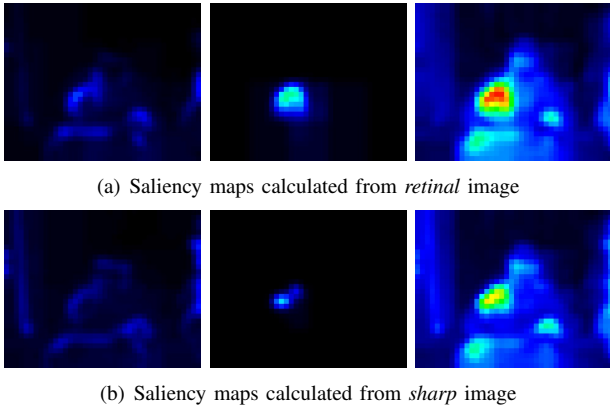 (a) Saliency maps calculated from retinal image
(b) Saliency maps calculated from sharp image